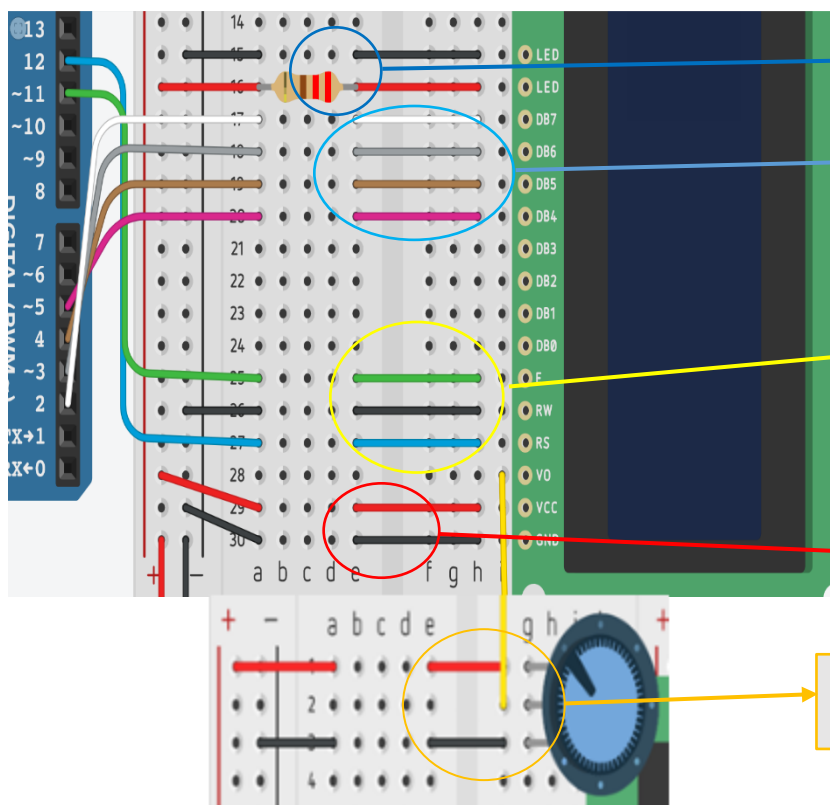 13
12
~11
~10
~9
8
7
~6
~5
4
~3
2
TX→1
RX←0
14
15
16
17
18
19
20
21
22
23
24
25
26
27
28
29
30
LED
LED
DB7
DB6
DB5
DB4
DB3
DB2
DB1
DB0
E
RW
RS
VO
VCC
GND
+ − a b c d e f g h i
+ − a b c d e g h +
1
2
3
4